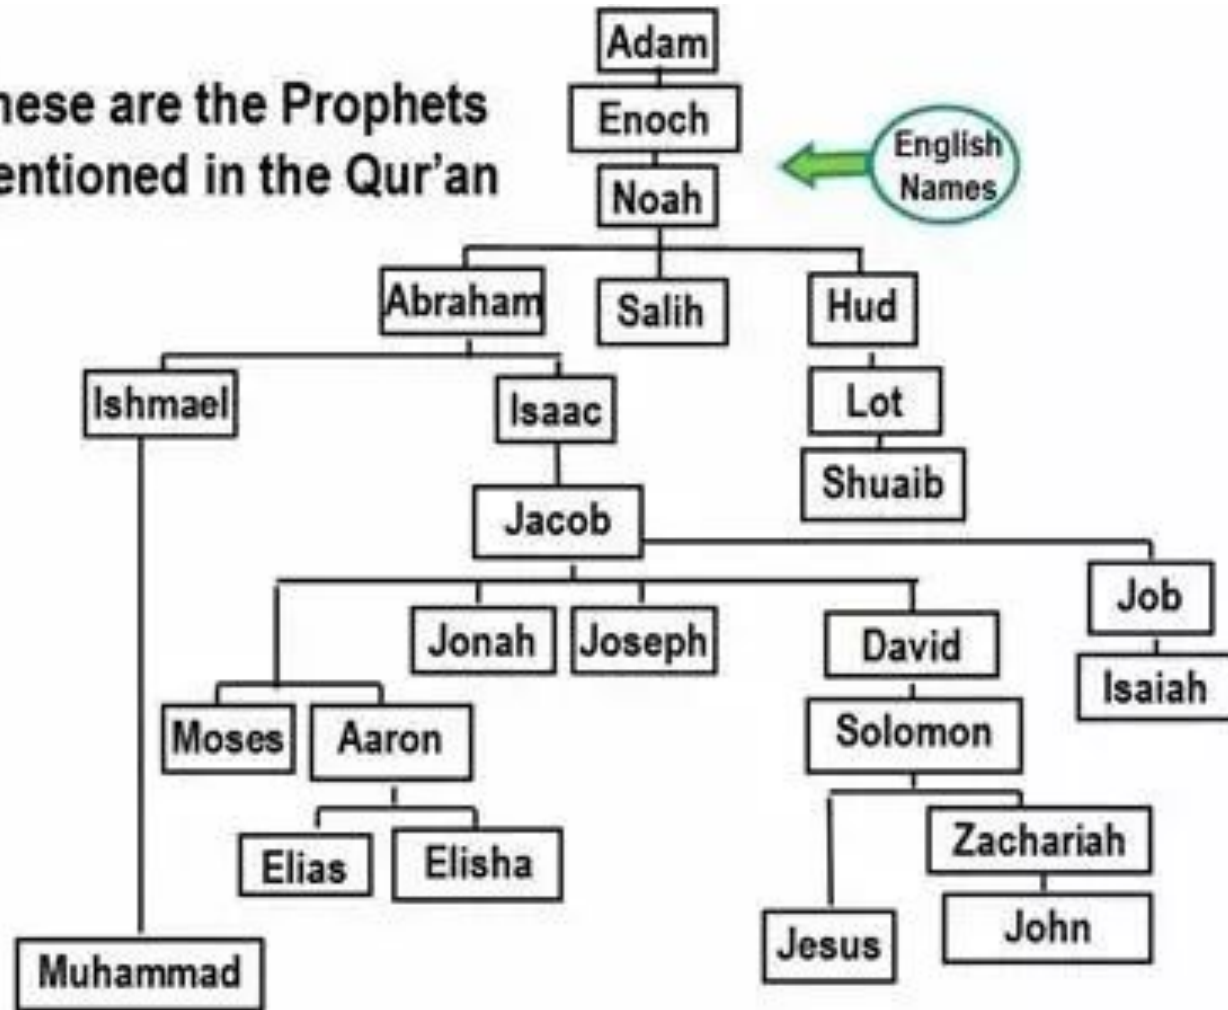 Adam
hese are the Prophets
entioned in the Qur'an
Enoch
English
Names
Noah
Abraham
Salih
Hud
Ishmael
Isaac
Lot
Shuaib
Jacob
Job
Jonah
Joseph
David
Isaiah
Moses
Aaron
Solomon
Elias
Elisha
Zachariah
Jesus
John
Muhammad